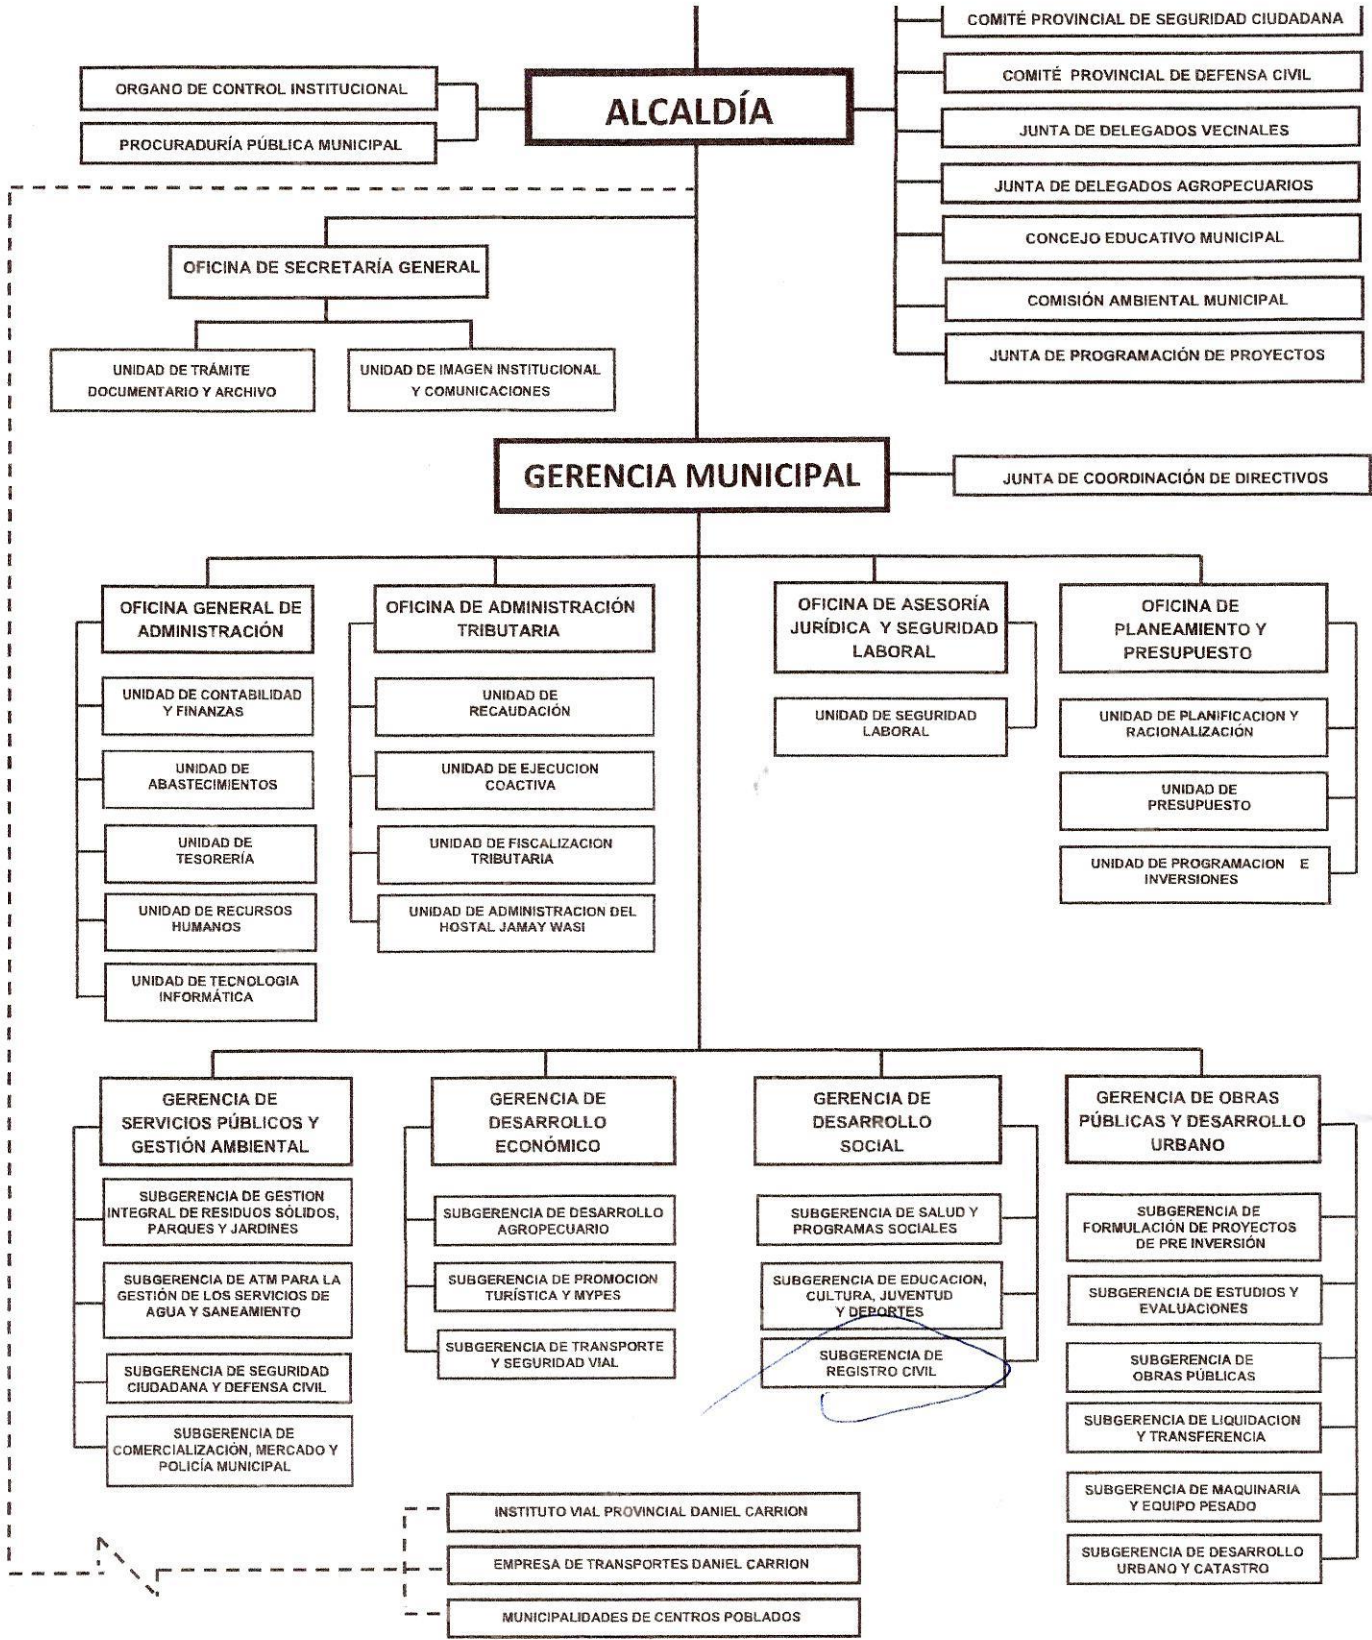 COMITÉ PROVINCIAL DE SEGURIDAD CIUDADANA
ORGANO DE CONTROL INSTITUCIONAL
PROCURADURÍA PÚBLICA MUNICIPAL
ALCALDÍA
COMITÉ PROVINCIAL DE DEFENSA CIVIL
JUNTA DE DELEGADOS VECINALES
JUNTA DE DELEGADOS AGROPECUARIOS
CONCEJO EDUCATIVO MUNICIPAL
COMISIÓN AMBIENTAL MUNICIPAL
JUNTA DE PROGRAMACIÓN DE PROYECTOS
OFICINA DE SECRETARÍA GENERAL
UNIDAD DE TRÁMITE
DOCUMENTARIO Y ARCHIVO
UNIDAD DE IMAGEN INSTITUCIONAL
Y COMUNICACIONES
GERENCIA MUNICIPAL
JUNTA DE COORDINACIÓN DE DIRECTIVOS
OFICINA GENERAL DE
ADMINISTRACIÓN
UNIDAD DE CONTABILIDAD
Y FINANZAS
UNIDAD DE
ABASTECIMIENTOS
UNIDAD DE
TESORERÍA
UNIDAD DE RECURSOS
HUMANOS
UNIDAD DE TECNOLOGIA
INFORMÁTICA
OFICINA DE ADMINISTRACIÓN
TRIBUTARIA
UNIDAD DE
RECAUDACIÓN
UNIDAD DE EJECUCION
COACTIVA
UNIDAD DE FISCALIZACION
TRIBUTARIA
UNIDAD DE ADMINISTRACION DEL
HOSTAL JAMAY WASI
OFICINA DE ASESORÍA
JURÍDICA Y SEGURIDAD
LABORAL
UNIDAD DE SEGURIDAD
LABORAL
OFICINA DE
PLANEAMIENTO Y
PRESUPUESTO
UNIDAD DE PLANIFICACION Y
RACIONALIZACIÓN
UNIDAD DE
PRESUPUESTO
UNIDAD DE PROGRAMACION E
INVERSIONES
GERENCIA DE
SERVICIOS PÚBLICOS Y
GESTIÓN AMBIENTAL
SUBGERENCIA DE GESTION
INTEGRAL DE RESIDUOS SÓLIDOS,
PARQUES Y JARDINES
SUBGERENCIA DE ATM PARA LA
GESTIÓN DE LOS SERVICIOS DE
AGUA Y SANEAMIENTO
SUBGERENCIA DE SEGURIDAD
CIUDADANA Y DEFENSA CIVIL
SUBGERENCIA DE
COMERCIALIZACIÓN, MERCADO Y
POLICÍA MUNICIPAL
GERENCIA DE
DESARROLLO
ECONÓMICO
SUBGERENCIA DE DESARROLLO
AGROPECUARIO
SUBGERENCIA DE PROMOCION
TURÍSTICA Y MYPES
SUBGERENCIA DE TRANSPORTE
Y SEGURIDAD VIAL
GERENCIA DE
DESARROLLO
SOCIAL
SUBGERENCIA DE SALUD Y
PROGRAMAS SOCIALES
SUBGERENCIA DE EDUCACION,
CULTURA, JUVENTUD
Y DEPORTES
SUBGERENCIA DE
REGISTRO CIVIL
GERENCIA DE OBRAS
PÚBLICAS Y DESARROLLO
URBANO
SUBGERENCIA DE
FORMULACIÓN DE PROYECTOS
DE PRE INVERSIÓN
SUBGERENCIA DE ESTUDIOS Y
EVALUACIONES
SUBGERENCIA DE
OBRAS PÚBLICAS
SUBGERENCIA DE LIQUIDACION
Y TRANSFERENCIA
SUBGERENCIA DE MAQUINARIA
Y EQUIPO PESADO
SUBGERENCIA DE DESARROLLO
URBANO Y CATASTRO
INSTITUTO VIAL PROVINCIAL DANIEL CARRION
EMPRESA DE TRANSPORTES DANIEL CARRION
MUNICIPALIDADES DE CENTROS POBLADOS